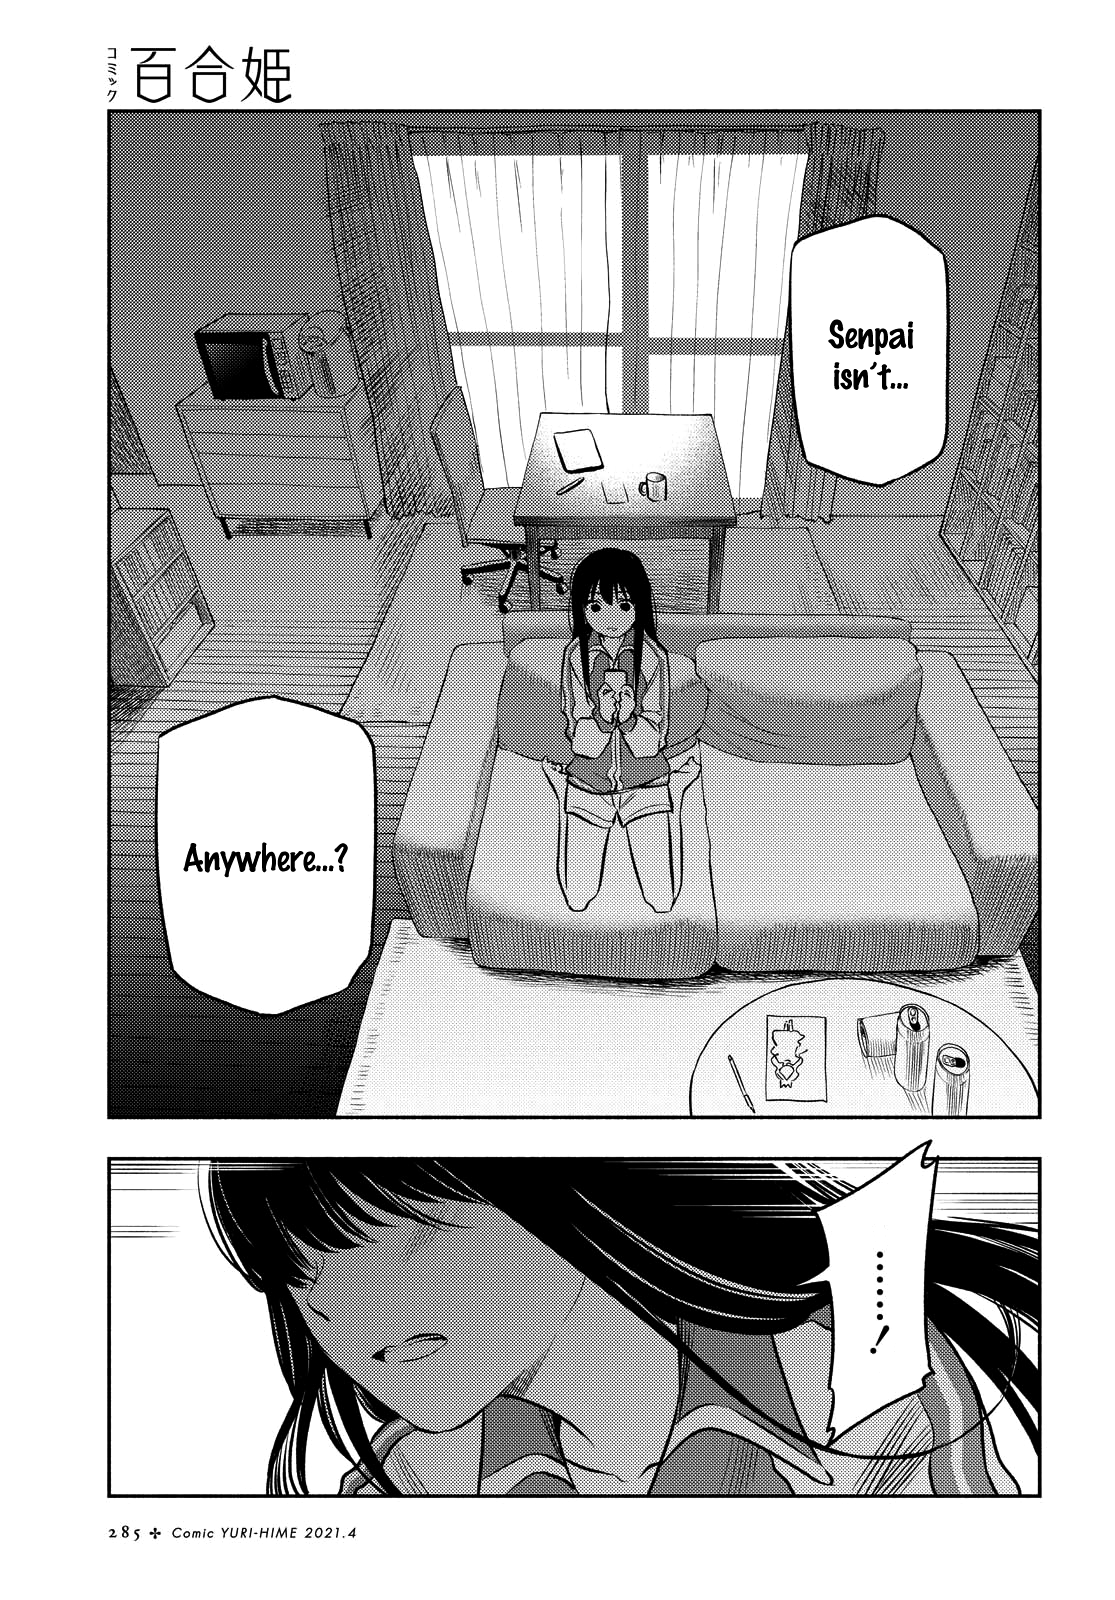 コミック
百合姫
Senpai
isn't...
Anywhere...?
......!
285 ✢ Comic YURI-HIME 2021.4